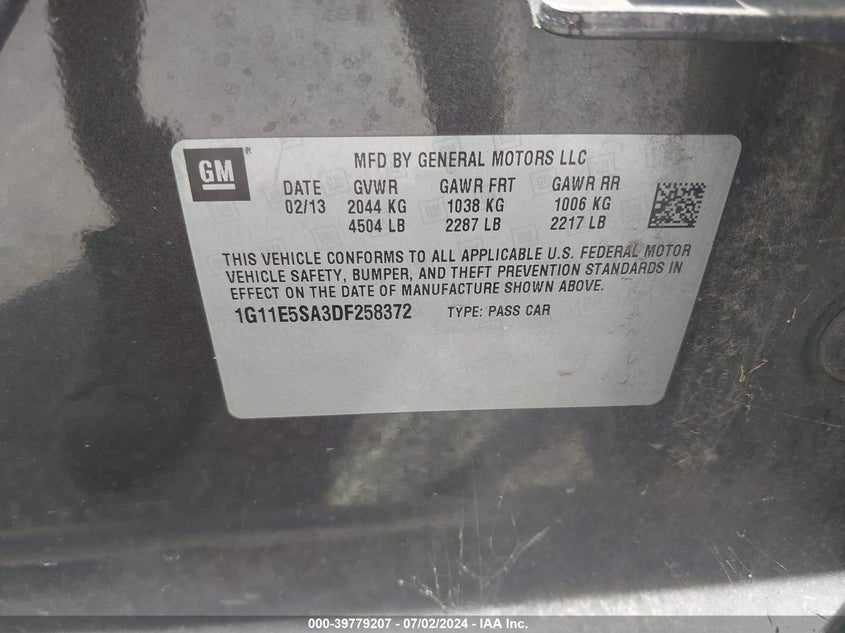 GM®
MFD BY GENERAL MOTORS LLC
DATE GVWR GAWR FRT GAWR RR
02/13 2044 KG 1038 KG 1006 KG
4504 LB 2287 LB 2217 LB
THIS VEHICLE CONFORMS TO ALL APPLICABLE U.S. FEDERAL MOTOR
VEHICLE SAFETY, BUMPER, AND THEFT PREVENTION STANDARDS IN
EFFECT ON THE DATE OF MANUFACTURE SHOWN ABOVE.
1G11E5SA3DF258372 TYPE: PASS CAR
000-39779207 - 07/02/2024 - IAA Inc.